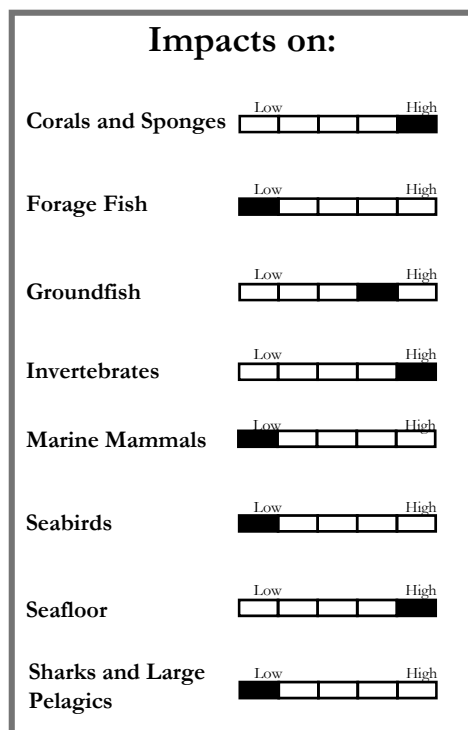 Impacts on:
Low High
Corals and Sponges
Low High
Forage Fish
Low High
Groundfish
Low High
Invertebrates
Low High
Marine Mammals
Low High
Seabirds
Low High
Seafloor
Low High
Sharks and Large
Pelagics